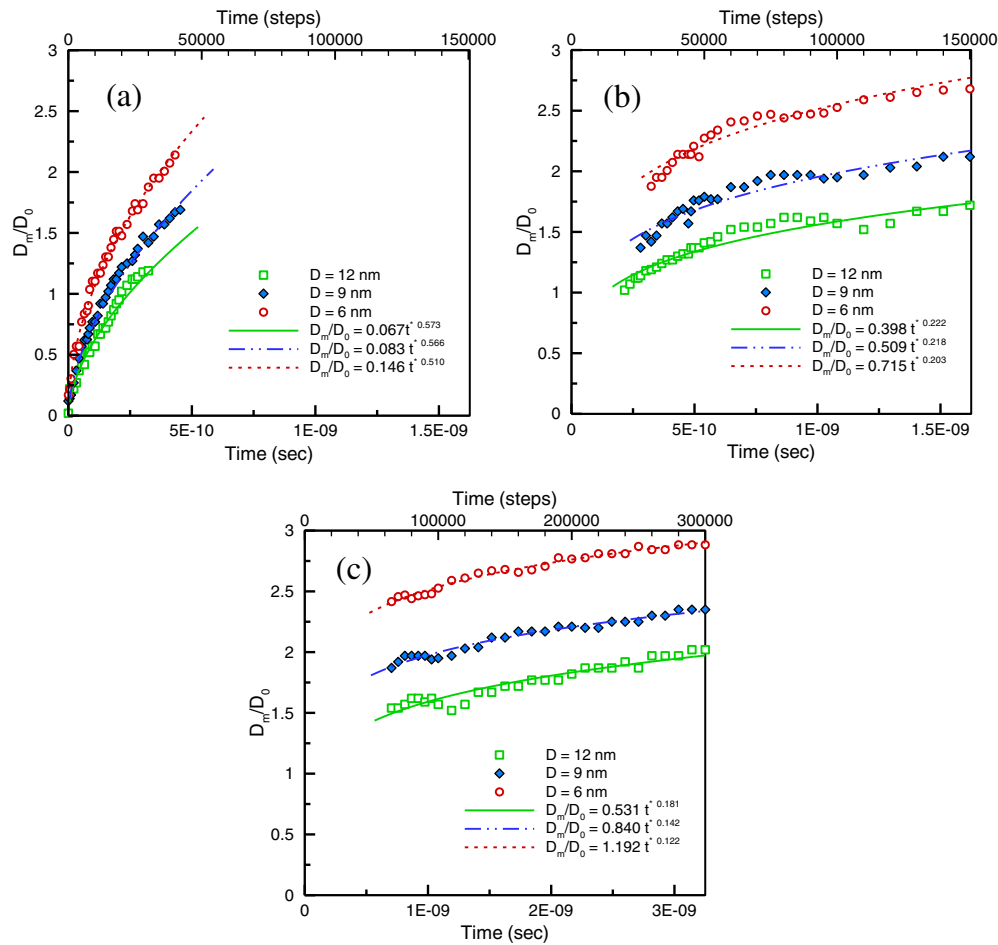 Time (steps)
0 50000 100000 150000
3
2.5
2
1.5
1
0.5
0
D_m/D_0
(a)
D = 12 nm
D = 9 nm
D = 6 nm
D_m/D_0 = 0.067t^* 0.573
D_m/D_0 = 0.083 t^* 0.566
D_m/D_0 = 0.146 t^* 0.510
0 5E-10 1E-09 1.5E-09
Time (sec)
Time (steps)
0 50000 100000 150000
3
2.5
2
1.5
1
0.5
0
D_m/D_0
(b)
D = 12 nm
D = 9 nm
D = 6 nm
D_m/D_0 = 0.398 t^* 0.222
D_m/D_0 = 0.509 t^* 0.218
D_m/D_0 = 0.715 t^* 0.203
0 5E-10 1E-09 1.5E-09
Time (sec)
Time (steps)
0 100000 200000 300000
3
2.5
2
1.5
1
0.5
0
D_m/D_0
(c)
D = 12 nm
D = 9 nm
D = 6 nm
D_m/D_0 = 0.531 t^* 0.181
D_m/D_0 = 0.840 t^* 0.142
D_m/D_0 = 1.192 t^* 0.122
0 1E-09 2E-09 3E-09
Time (sec)